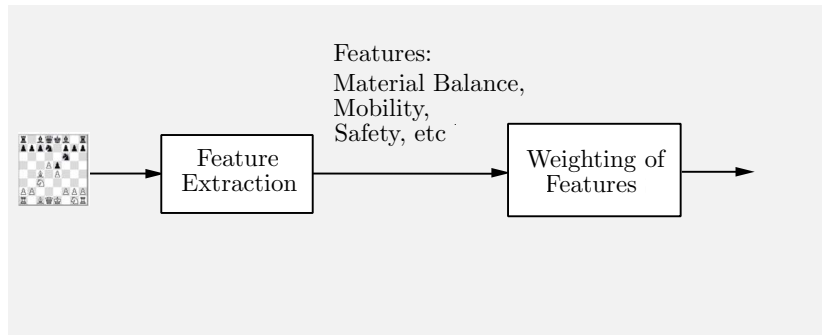 Features:
Material Balance,
Mobility,
Safety, etc
Feature
Extraction
Weighting of
Features